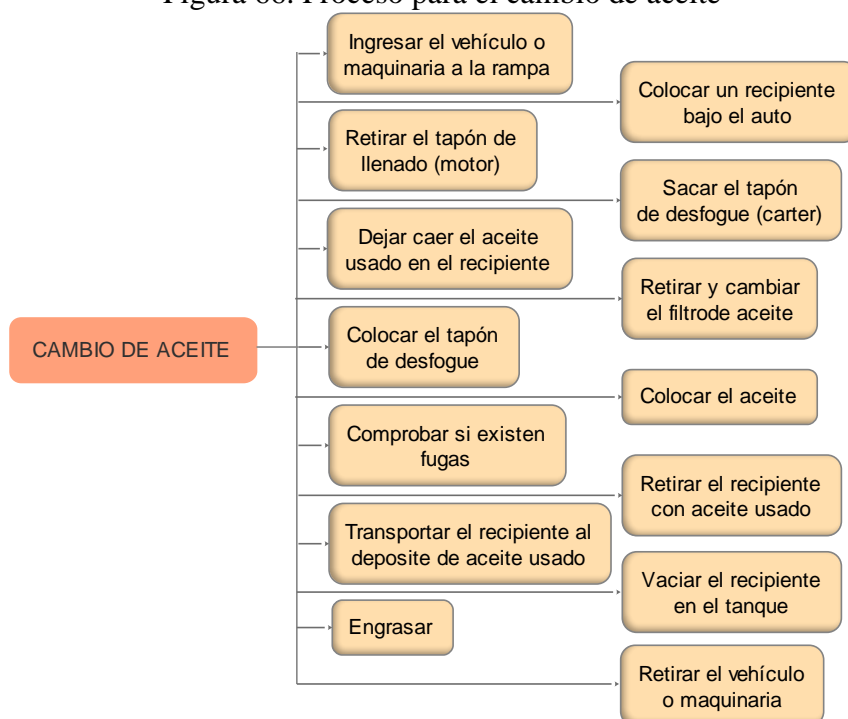 Figura Proceso para el cambio de aceite
Ingresar el vehículo o
maquinaria a la rampa
Colocar un recipiente
bajo el auto
Retirar el tapón de
llenado (motor)
Sacar el tapón
de desfogue (carter)
Dejar caer el aceite
usado en el recipiente
Retirar y cambiar
el filtrode aceite
CAMBIO DE ACEITE
Colocar el tapón
de desfogue
Colocar el aceite
Comprobar si existen
fugas
Retirar el recipiente
con aceite usado
Transportar el recipiente al
deposite de aceite usado
Vaciar el recipiente
en el tanque
Engrasar
Retirar el vehículo
o maquinaria